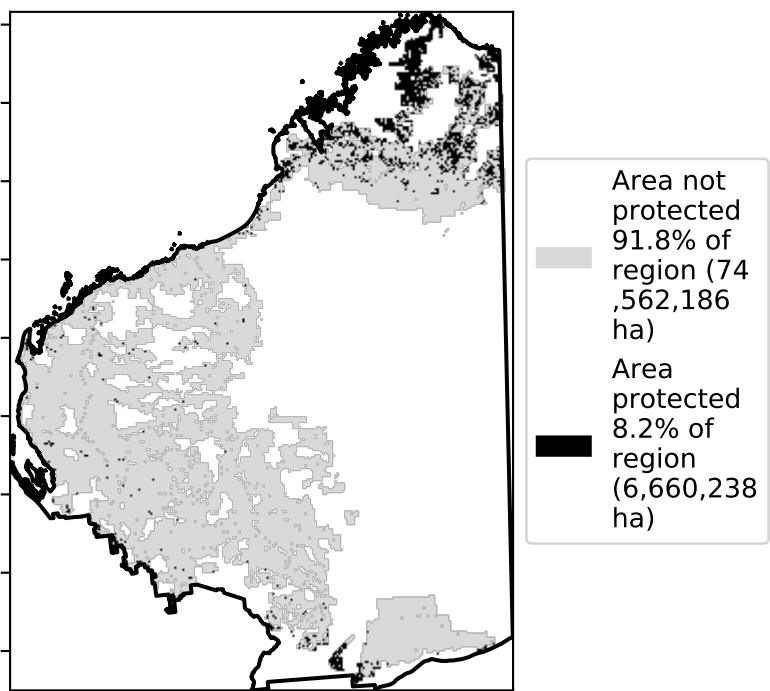 Area not
protected
91.8% of
region (74
,562,186
ha)
Area
protected
8.2% of
region
(6,660,238
ha)